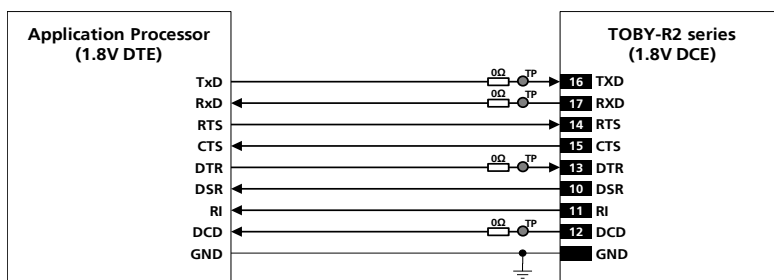 Application Processor
(1.8V DTE)
TOBY-R2 series
(1.8V DCE)
TxD 0Ω TP 16 TXD
RxD 0Ω TP 17 RXD
RTS 14 RTS
CTS 15 CTS
DTR 0Ω TP 13 DTR
DSR 10 DSR
RI 11 RI
DCD 0Ω TP 12 DCD
GND GND